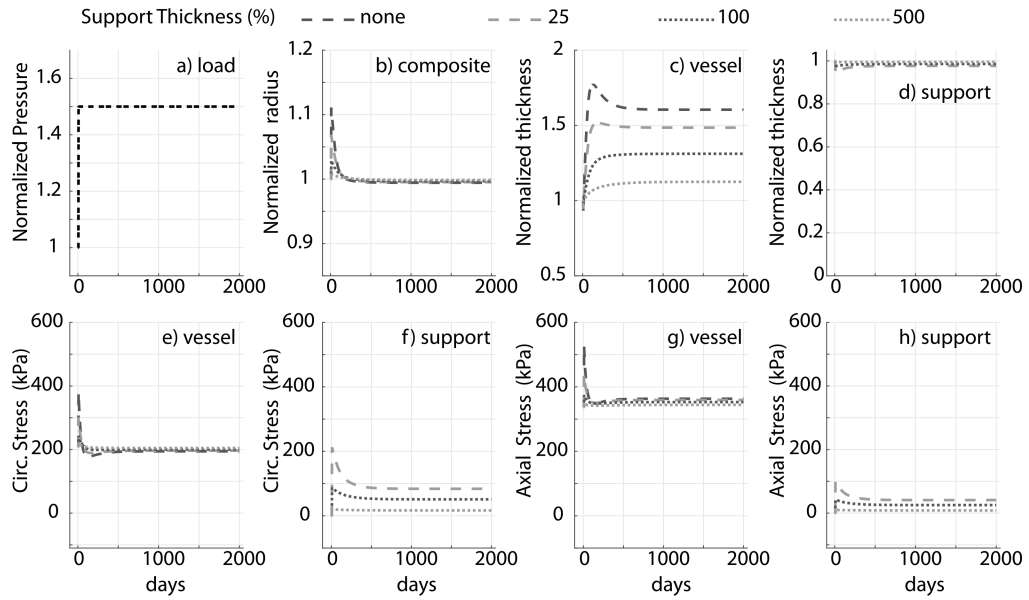 Support Thickness (%) none 25 100 500
a) load
Normalized Pressure
1.6
1.4
1.2
1
0 1000 2000
b) composite
Normalized radius
1.2
1.1
1
0.9
0 1000 2000
c) vessel
Normalized thickness
2
1.5
1
0.5
0 1000 2000
d) support
Normalized thickness
1
0.8
0.6
0.4
0.2
0
0 1000 2000
e) vessel
Circ. Stress (kPa)
600
400
200
0
0 1000 2000
days
f) support
Circ. Stress (kPa)
600
400
200
0
0 1000 2000
days
g) vessel
Axial Stress (kPa)
600
400
200
0
0 1000 2000
days
h) support
Axial Stress (kPa)
600
400
200
0
0 1000 2000
days